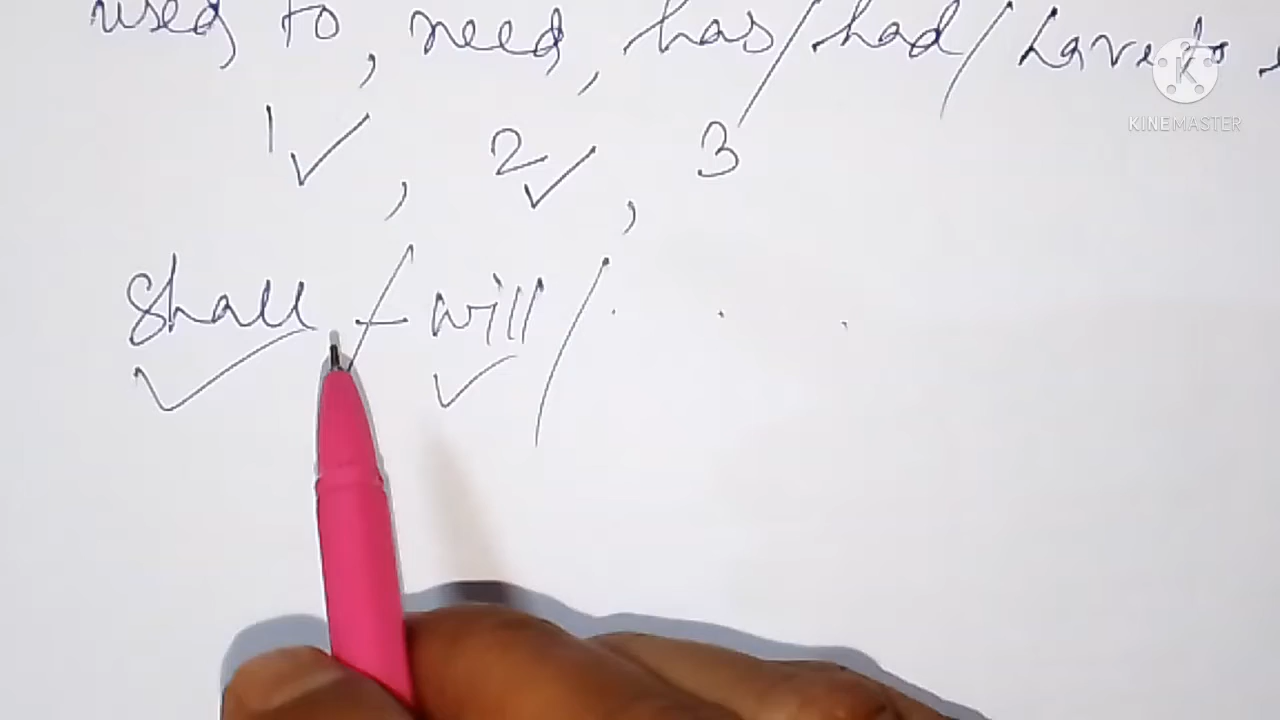 used to, need, has/had/have to
1✓, 2✓, 3
shall / - will / . . .
✓ ✓
K
KINEMASTER